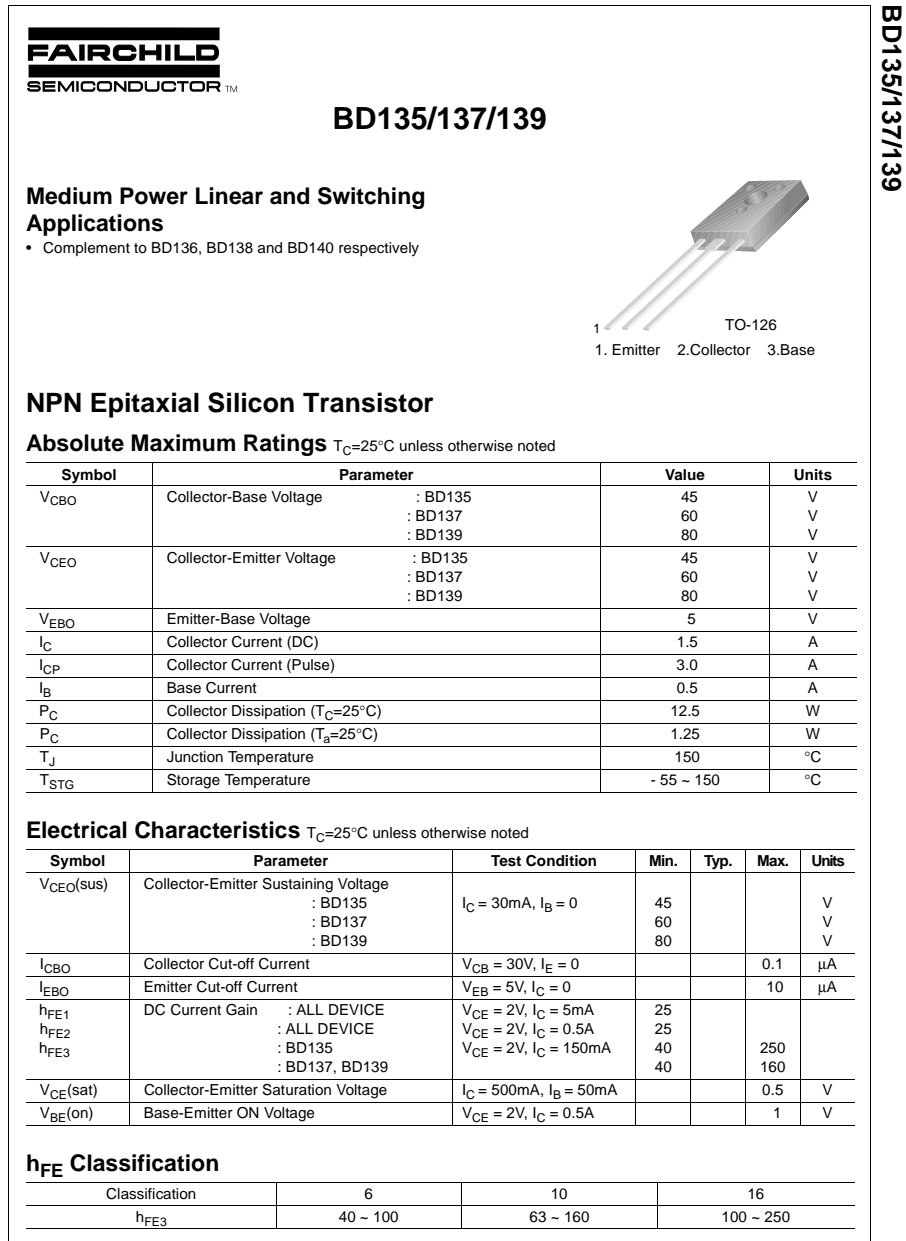 FAIRCHILD
SEMICONDUCTOR TM
BD135/137/139
BD135/137/139
Medium Power Linear and Switching
Applications
• Complement to BD136, BD138 and BD140 respectively
1
TO-126
1. Emitter 2.Collector 3.Base
NPN Epitaxial Silicon Transistor
Absolute Maximum Ratings TC=25°C unless otherwise noted
Symbol Parameter Value Units
VCBO Collector-Base Voltage : BD135 45 V
: BD137 60 V
: BD139 80 V
VCEO Collector-Emitter Voltage : BD135 45 V
: BD137 60 V
: BD139 80 V
VEBO Emitter-Base Voltage 5 V
IC Collector Current (DC) 1.5 A
ICP Collector Current (Pulse) 3.0 A
IB Base Current 0.5 A
PC Collector Dissipation (TC=25°C) 12.5 W
PC Collector Dissipation (Ta=25°C) 1.25 W
TJ Junction Temperature 150 °C
TSTG Storage Temperature - 55 ~ 150 °C
Electrical Characteristics TC=25°C unless otherwise noted
Symbol Parameter Test Condition Min. Typ. Max. Units
VCEO(sus) Collector-Emitter Sustaining Voltage
: BD135 IC = 30mA, IB = 0 45 V
: BD137 60 V
: BD139 80 V
ICBO Collector Cut-off Current VCB = 30V, IE = 0 0.1 µA
IEBO Emitter Cut-off Current VEB = 5V, IC = 0 10 µA
hFE1 DC Current Gain : ALL DEVICE VCE = 2V, IC = 5mA 25
hFE2 : ALL DEVICE VCE = 2V, IC = 0.5A 25
hFE3 : BD135 VCE = 2V, IC = 150mA 40 250
: BD137, BD139 40 160
VCE(sat) Collector-Emitter Saturation Voltage IC = 500mA, IB = 50mA 0.5 V
VBE(on) Base-Emitter ON Voltage VCE = 2V, IC = 0.5A 1 V
hFE Classification
Classification 6 10 16
hFE3 40 ~ 100 63 ~ 160 100 ~ 250